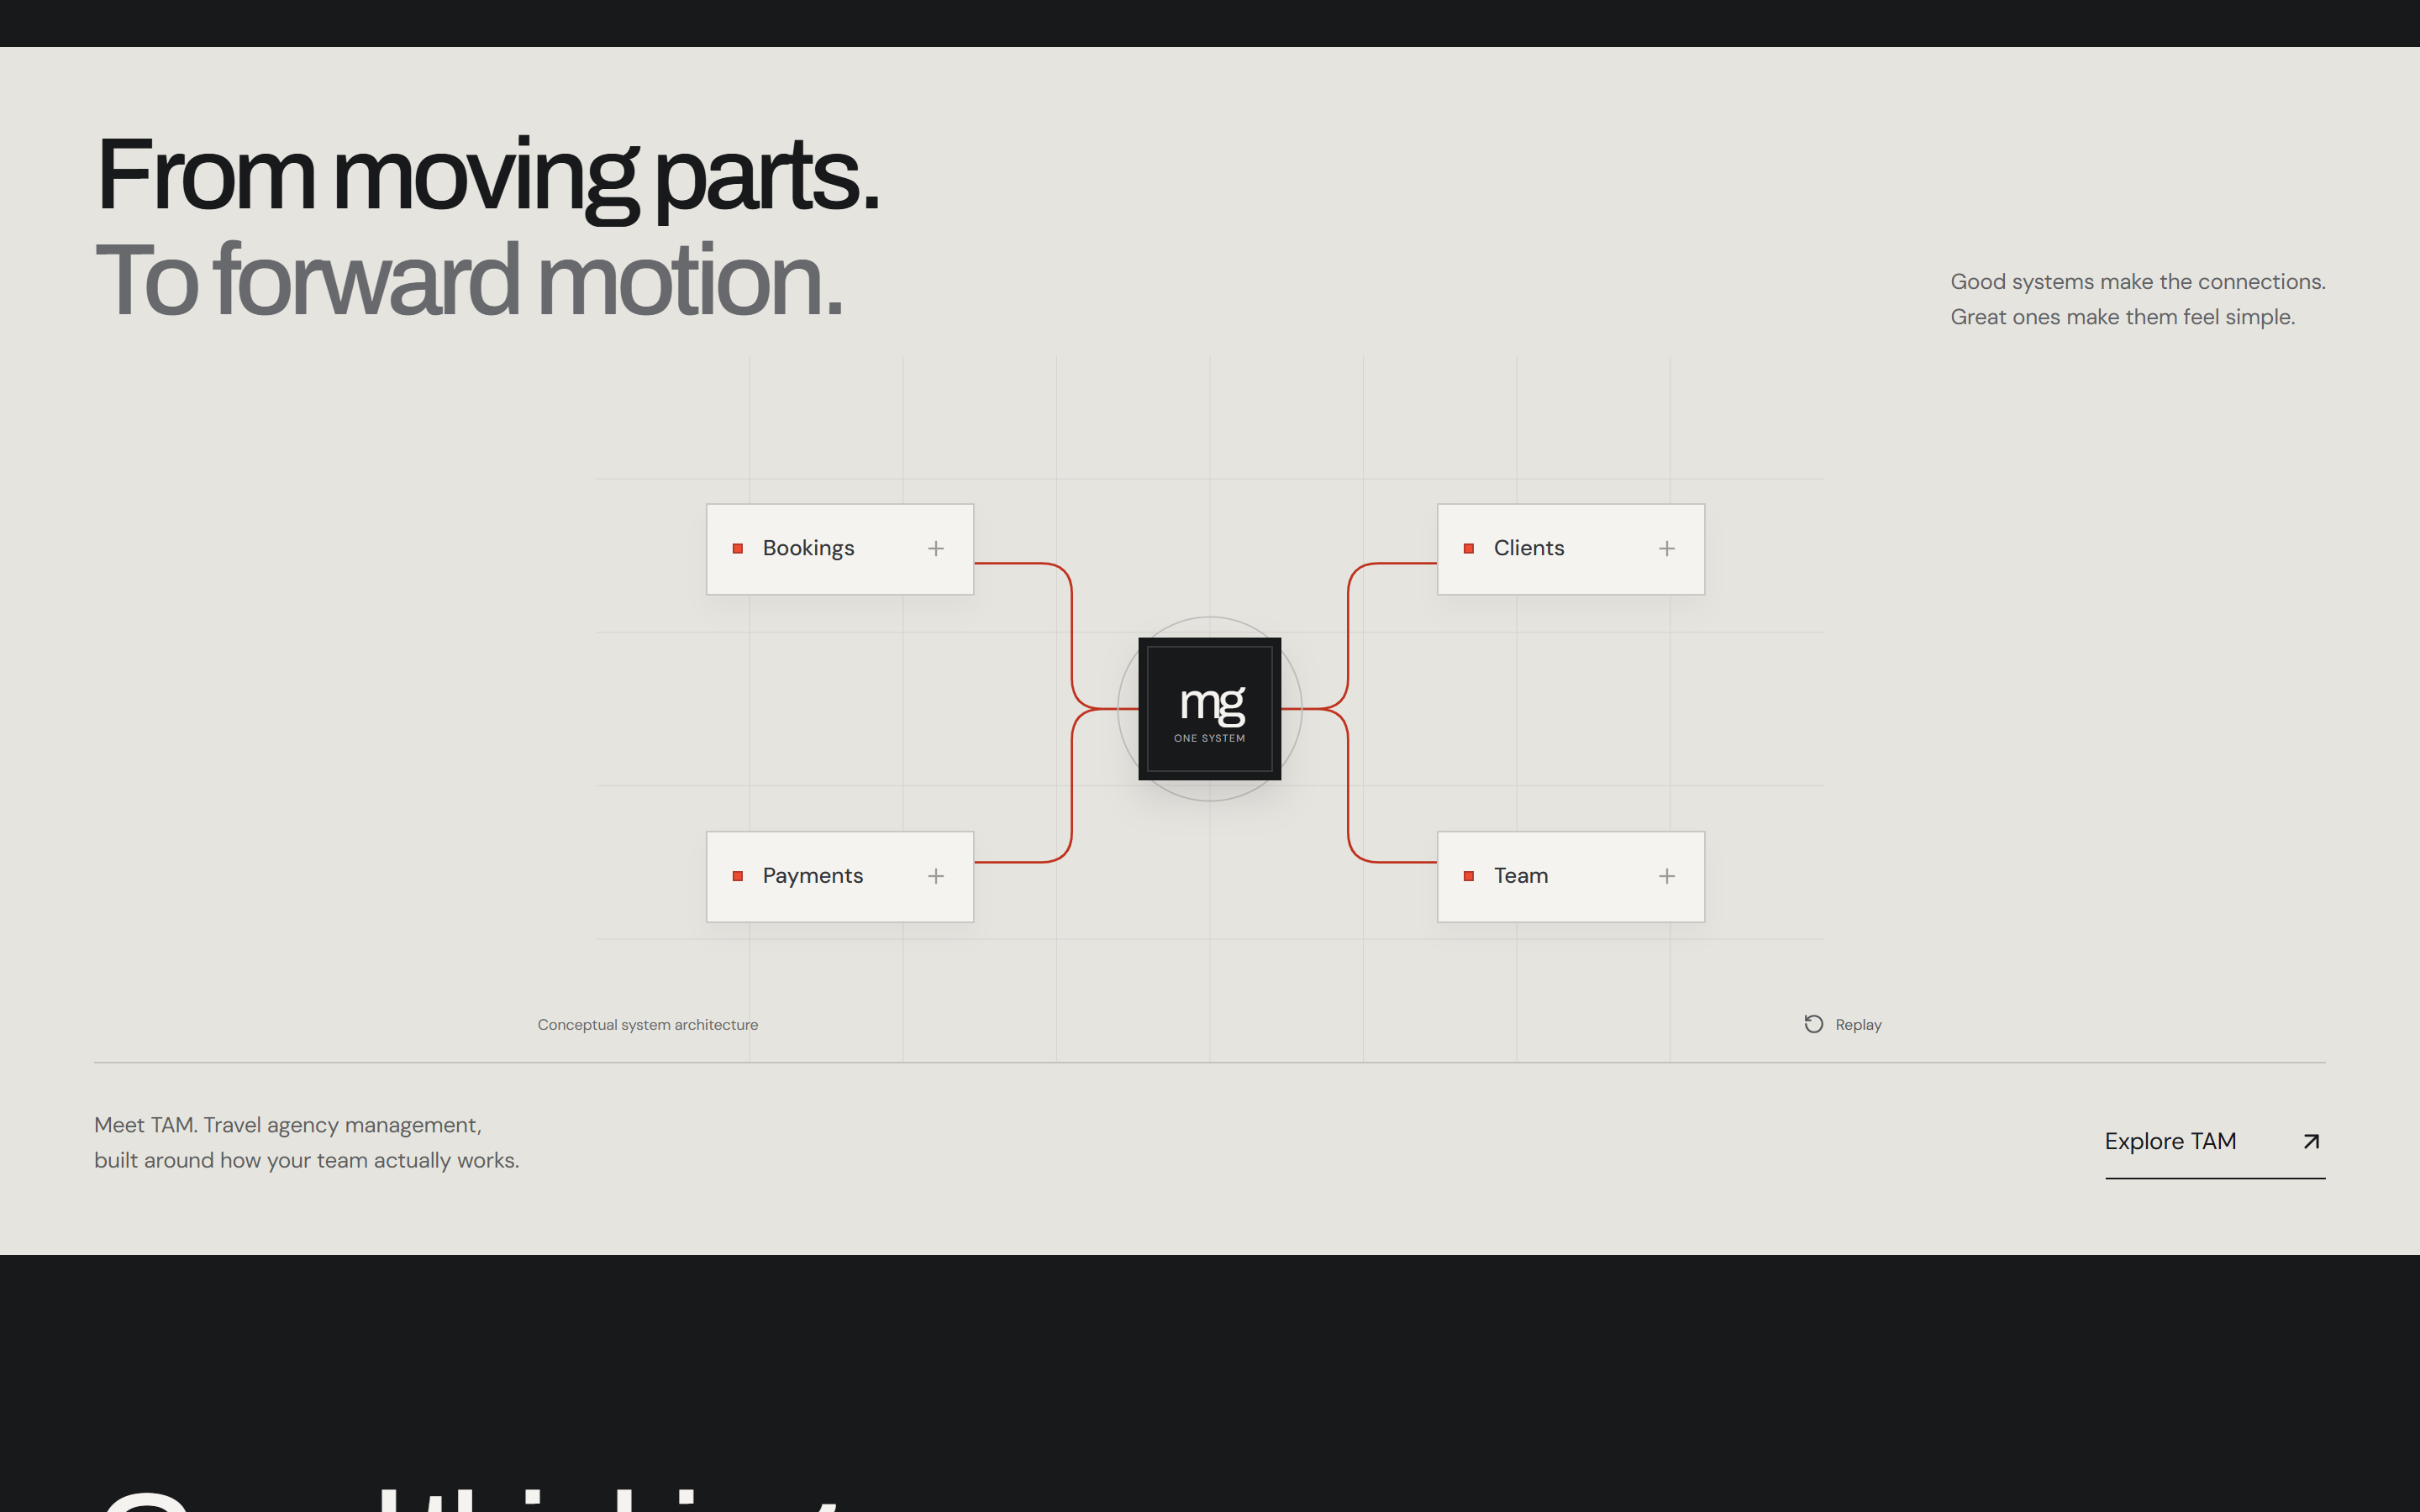 From moving parts.
To forward motion.
Good systems make the connections.
Great ones make them feel simple.
Bookings
Clients
mg
ONE SYSTEM
Payments
Team
Conceptual system architecture
Replay
Meet TAM. Travel agency management,
built around how your team actually works.
Explore TAM